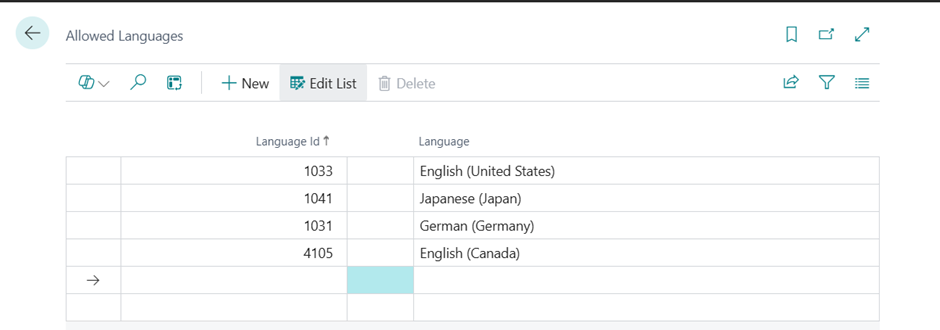 Allowed Languages
New Edit List Delete
Language Id ↑ Language
1033 English (United States)
1041 Japanese (Japan)
1031 German (Germany)
4105 English (Canada)